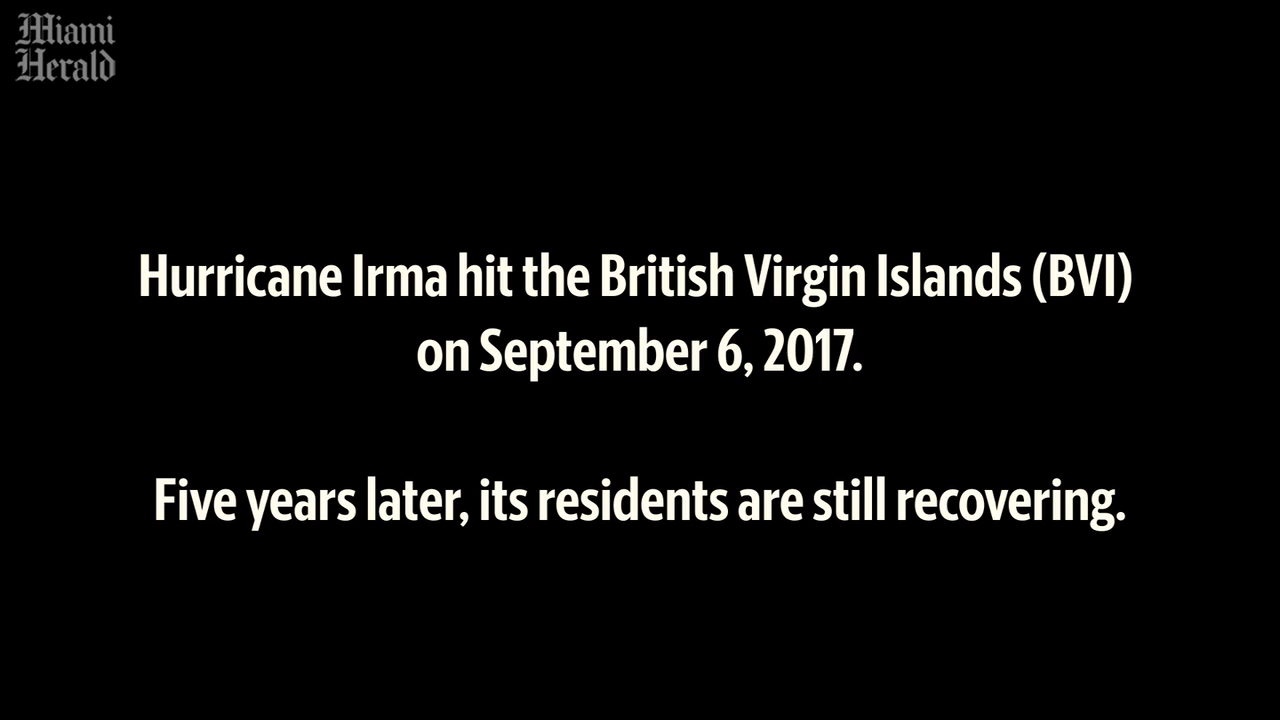 Miami
Herald
Hurricane Irma hit the British Virgin Islands (BVI)
on September 6, 2017.
Five years later, its residents are still recovering.